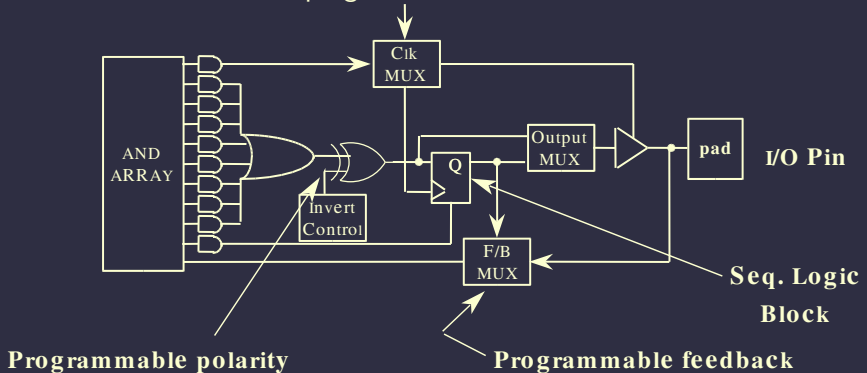 Clk
MUX
AND
ARRAY
Invert
Control
Q
Output
MUX
pad
I/O Pin
F/B
MUX
Seq. Logic
Block
Programmable polarity
Programmable feedback